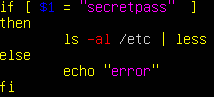 if [ $1 = "secretpass" ]
then
ls -al /etc | less
else
echo "error"
fi